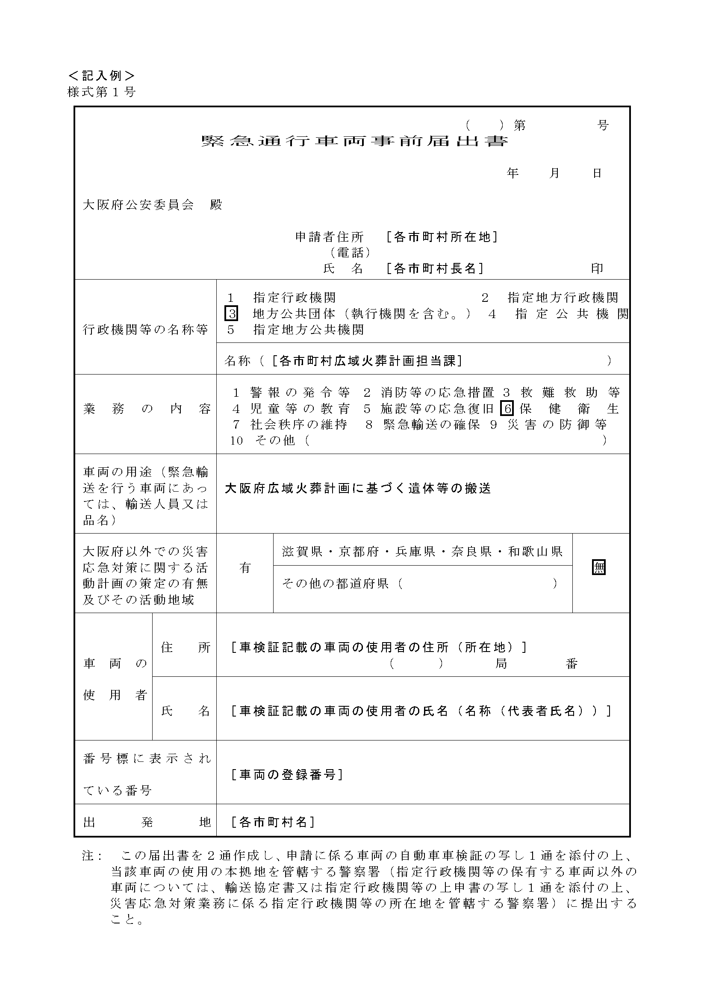 ＜記入例＞
様式第１号
（　　）第　　　　　号
緊急通行車両事前届出書
年　　月　　日
大阪府公安委員会　殿
申請者住所　［各市町村所在地］
（電話）
氏　名　［各市町村長名］　　　　　　　印
行政機関等の名称等
１　指定行政機関　　　　　　　　　　２　指定地方行政機関
３　地方公共団体（執行機関を含む。）　４　指定公共機関
５　指定地方公共機関
名称（［各市町村広域火葬計画担当課］　　　　　　　　　　）
業務の内容
１　警報の発令等　２　消防等の応急措置　３　救難救助等
４　児童等の教育　５　施設等の応急復旧　６　保健衛生
７　社会秩序の維持　８　緊急輸送の確保　９　災害の防御等
10　その他（　　　　　　　　　　　　　　　　　　　　　）
車両の用途（緊急輸
送を行う車両にあっ
ては、輸送人員又は
品名）
大阪府広域火葬計画に基づく遺体等の搬送
大阪府以外での災害
応急対策に関する活
動計画の策定の有無
及びその活動地域
有
滋賀県・京都府・兵庫県・奈良県・和歌山県
その他の都道府県（　　　　　　　　　　　）
無
車両の
使用者
住　所
［車検証記載の車両の使用者の住所（所在地）］
（　　　）　　　局　　　　番
氏　名
［車検証記載の車両の使用者の氏名（名称（代表者氏名））］
番号標に表示され
ている番号
［車両の登録番号］
出発地
［各市町村名］
注：　この届出書を２通作成し、申請に係る車両の自動車車検証の写し１通を添付の上、
当該車両の使用の本拠地を管轄する警察署（指定行政機関等の保有する車両以外の
車両については、輸送協定書又は指定行政機関等の上申書の写し１通を添付の上、
災害応急対策業務に係る指定行政機関等の所在地を管轄する警察署）に提出する
こと。